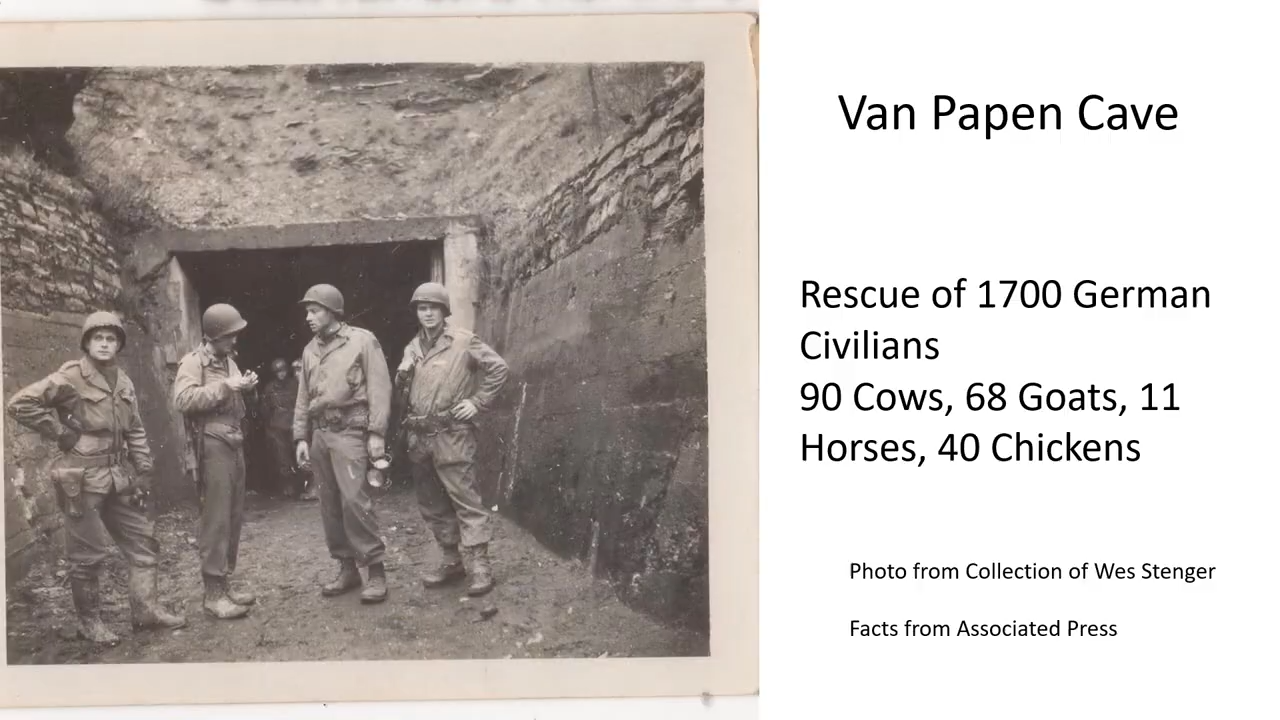 Van Papen Cave
Rescue of 1700 German
Civilians
90 Cows, 68 Goats, 11
Horses, 40 Chickens
Photo from Collection of Wes Stenger
Facts from Associated Press